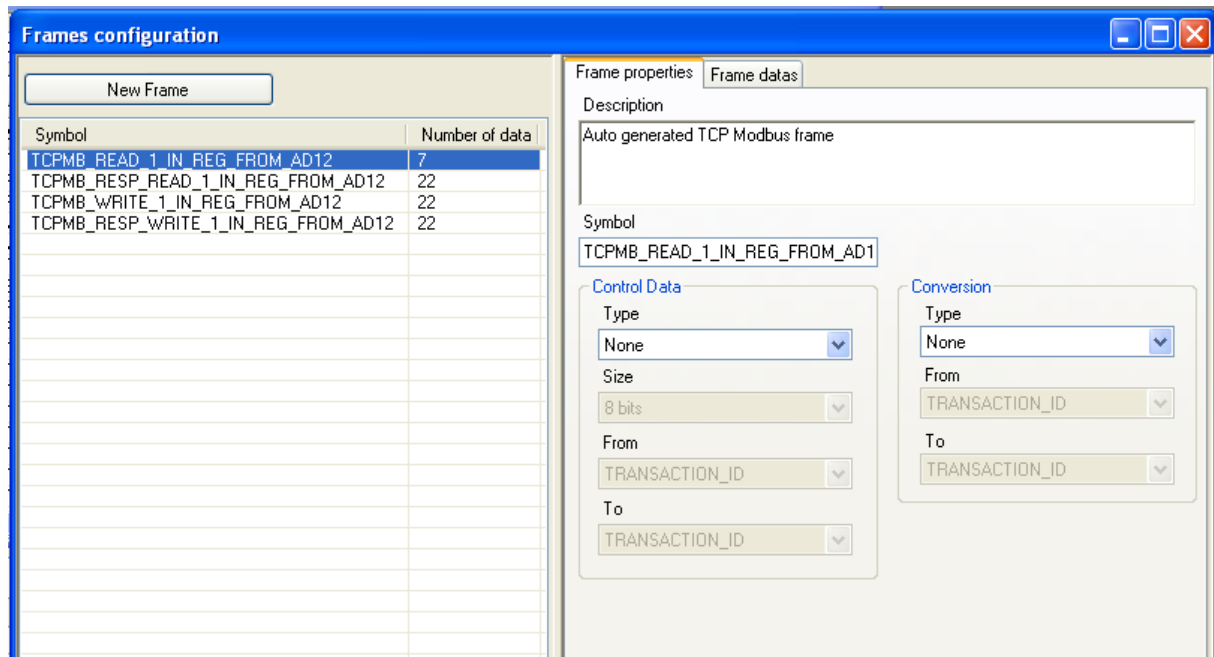 Frames configuration
New Frame
Symbol Number of data
TCPMB_READ_1_IN_REG_FROM_AD12 7
TCPMB_RESP_READ_1_IN_REG_FROM_AD12 22
TCPMB_WRITE_1_IN_REG_FROM_AD12 22
TCPMB_RESP_WRITE_1_IN_REG_FROM_AD12 22
Frame properties Frame datas
Description
Auto generated TCP Modbus frame
Symbol
TCPMB_READ_1_IN_REG_FROM_AD1
Control Data
Type
None
Size
8 bits
From
TRANSACTION_ID
To
TRANSACTION_ID
Conversion
Type
None
From
TRANSACTION_ID
To
TRANSACTION_ID